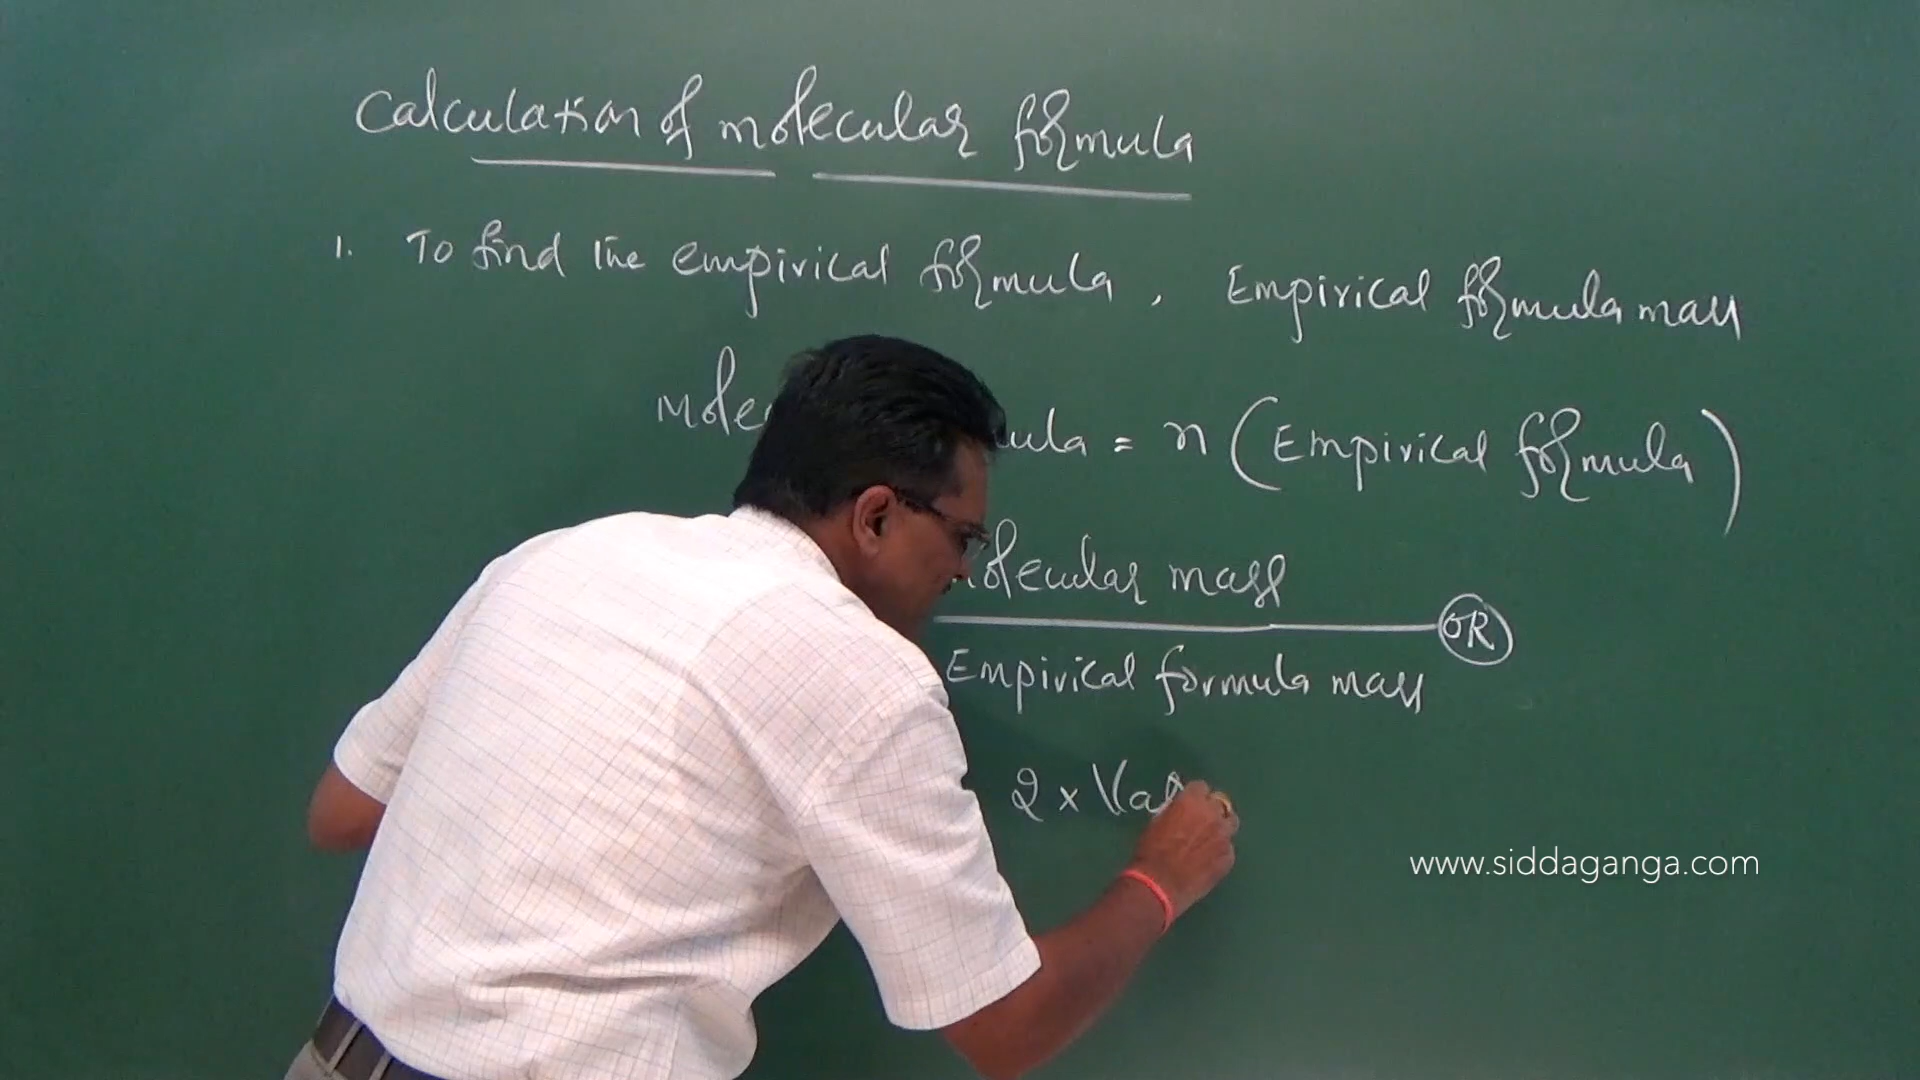 Calculation of molecular formula
1. To find the empirical formula, Empirical formula mass
= n (Empirical formula)
molecular mass
OR
Empirical formula mass
2 x
www.siddaganga.com